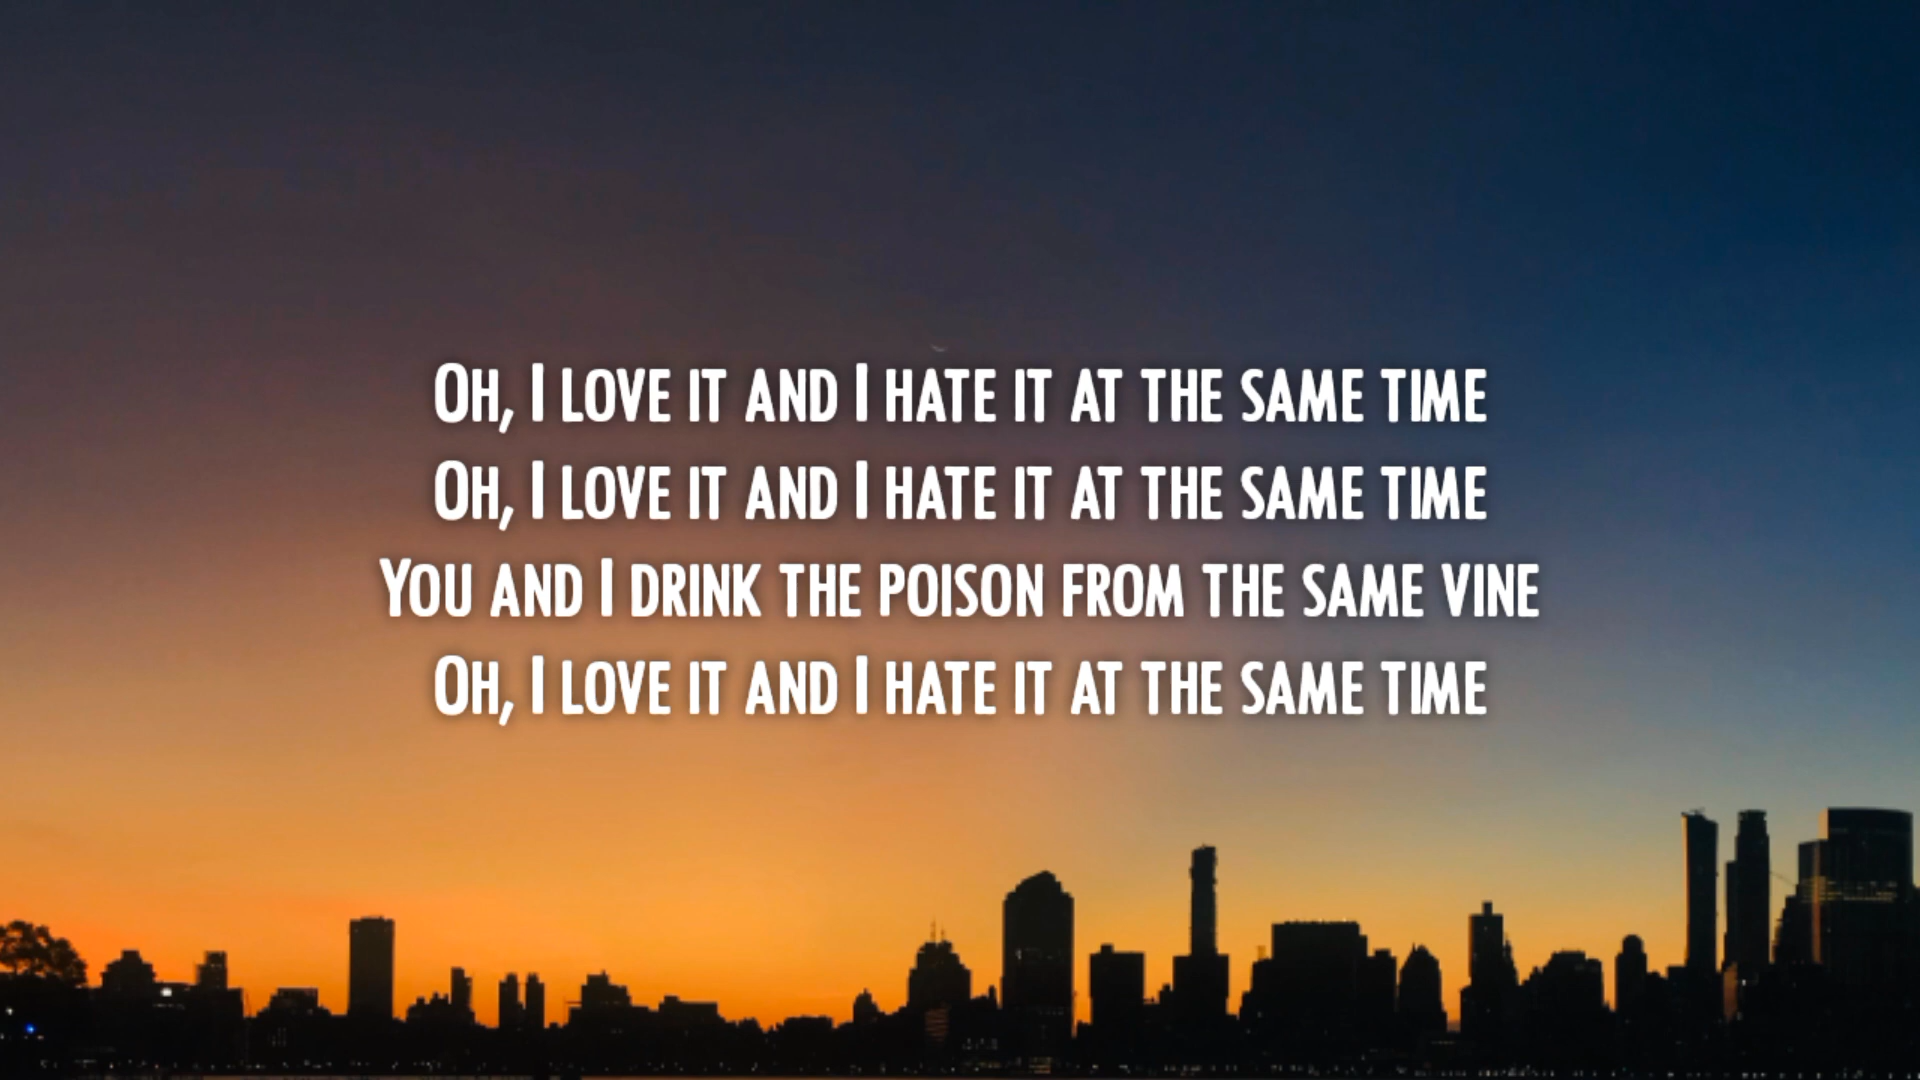 Oh, I love it and I hate it at the same time
Oh, I love it and I hate it at the same time
You and I drink the poison from the same vine
Oh, I love it and I hate it at the same time